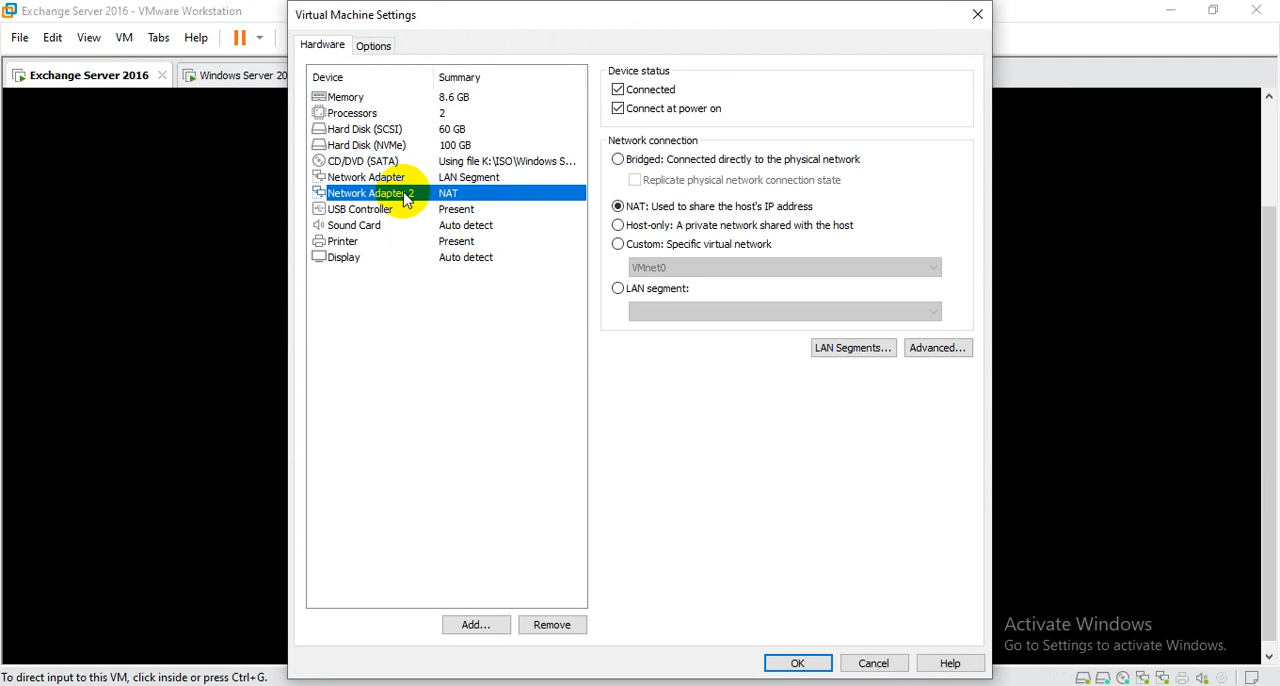 Exchange Server 2016 - VMware Workstation
File Edit View VM Tabs Help
Exchange Server 2016
Windows Server 20
Virtual Machine Settings
Hardware Options
Device Summary
Memory 8.6 GB
Processors 2
Hard Disk (SCSI) 60 GB
Hard Disk (NVMe) 100 GB
CD/DVD (SATA) Using file K:\ISO\Windows S...
Network Adapter LAN Segment
Network Adapter 2 NAT
USB Controller Present
Sound Card Auto detect
Printer Present
Display Auto detect
Add... Remove
Device status
Connected
Connect at power on
Network connection
Bridged: Connected directly to the physical network
Replicate physical network connection state
NAT: Used to share the host's IP address
Host-only: A private network shared with the host
Custom: Specific virtual network
VMnet0
LAN segment:
LAN Segments... Advanced...
OK Cancel Help
Activate Windows
Go to Settings to activate Windows.
To direct input to this VM, click inside or press Ctrl+G.